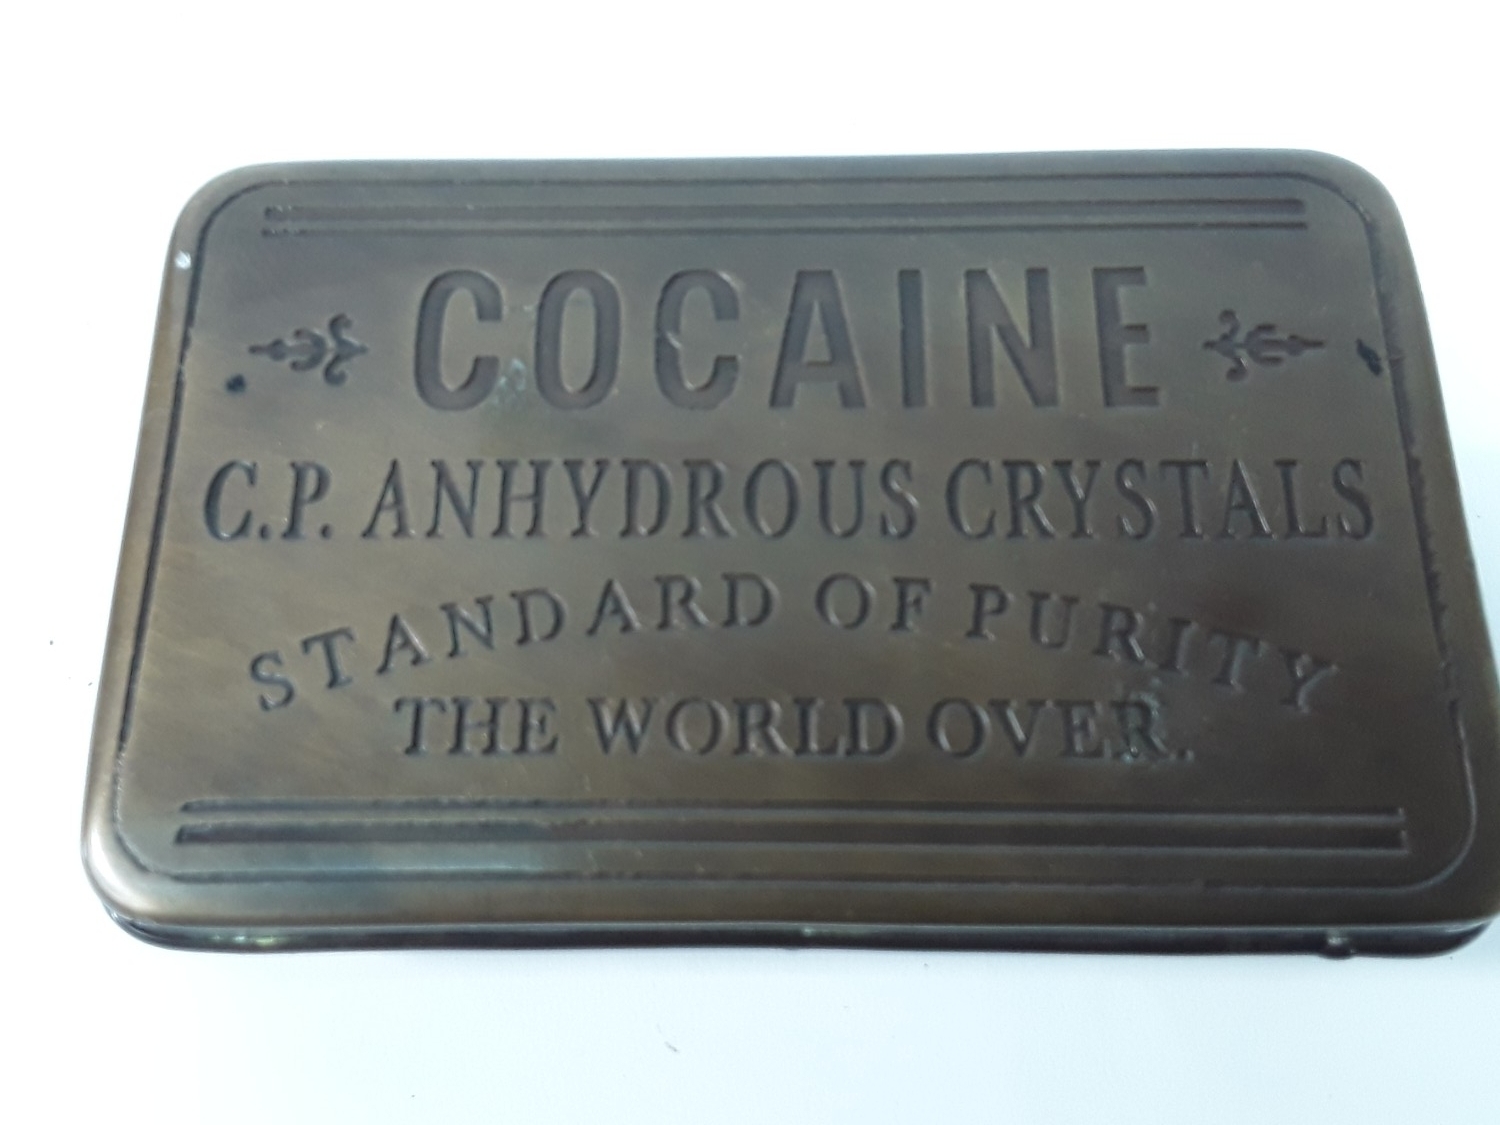 COCAINE
C.P. ANHYDROUS CRYSTALS
STANDARD OF PURITY
THE WORLD OVER.